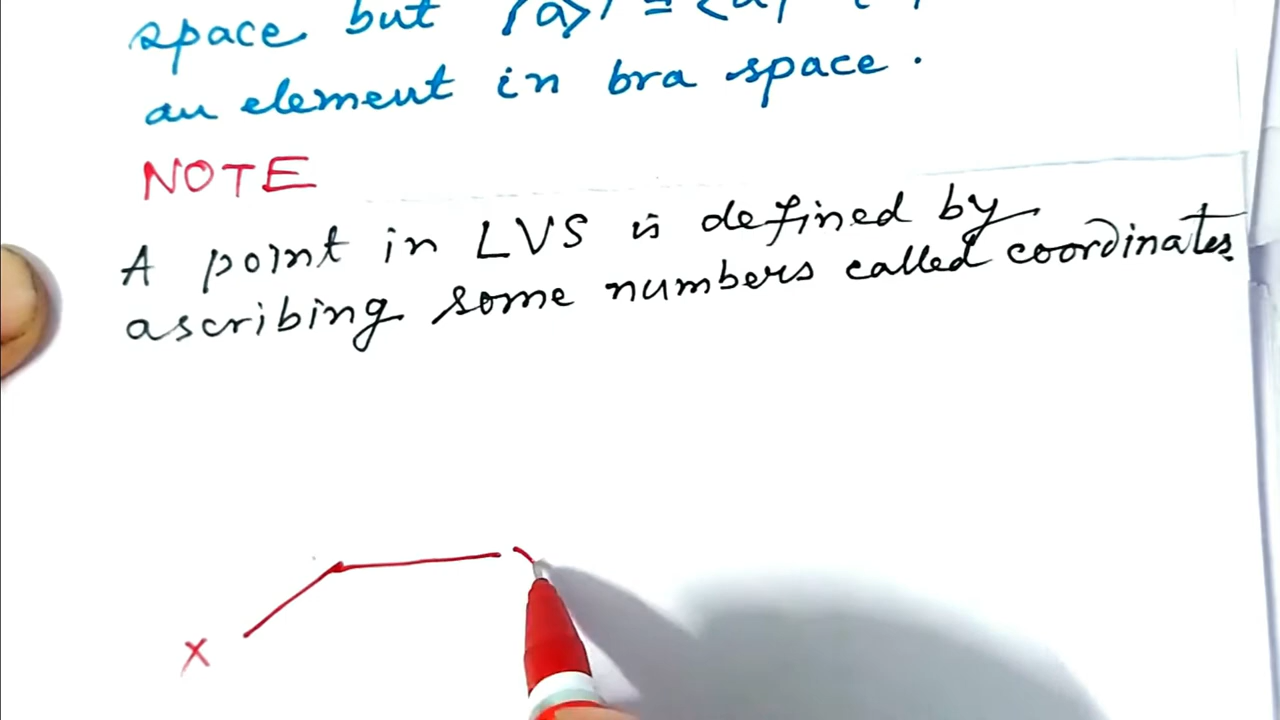 space but
an element in bra space.
NOTE
A point in LVS is defined by
ascribing some numbers called coordinates
X